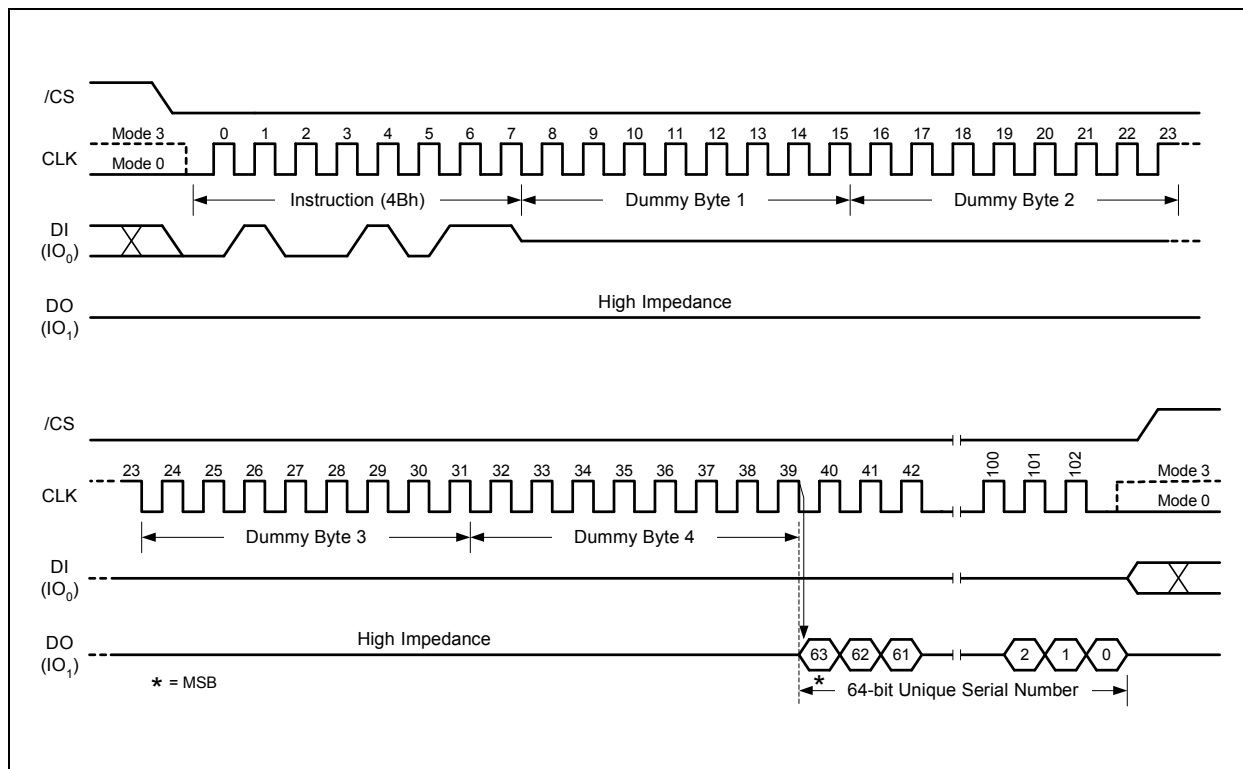 /CS
Mode 3
0 1 2 3 4 5 6 7 8 9 10 11 12 13 14 15 16 17 18 19 20 21 22 23
CLK
Mode 0
Instruction (4Bh) Dummy Byte 1 Dummy Byte 2
DI
(IO0)
High Impedance
DO
(IO1)
/CS
23 24 25 26 27 28 29 30 31 32 33 34 35 36 37 38 39 40 41 42 100 101 102
Mode 3
CLK
Mode 0
Dummy Byte 3 Dummy Byte 4
DI
(IO0)
High Impedance
DO
(IO1)
63 62 61 2 1 0
* = MSB
*
64-bit Unique Serial Number